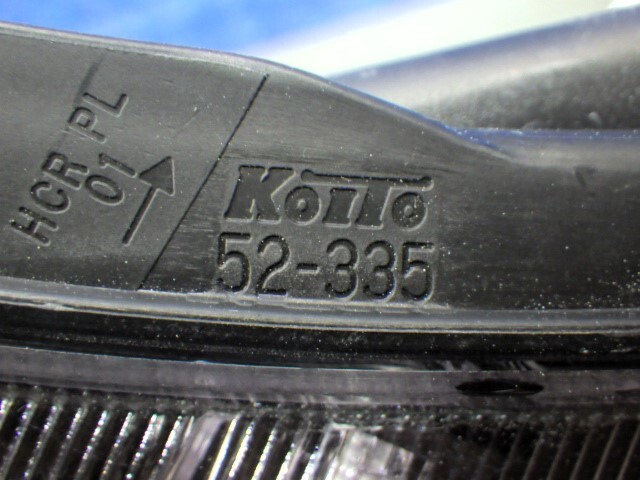 HCR PL
01
Koito
52-335